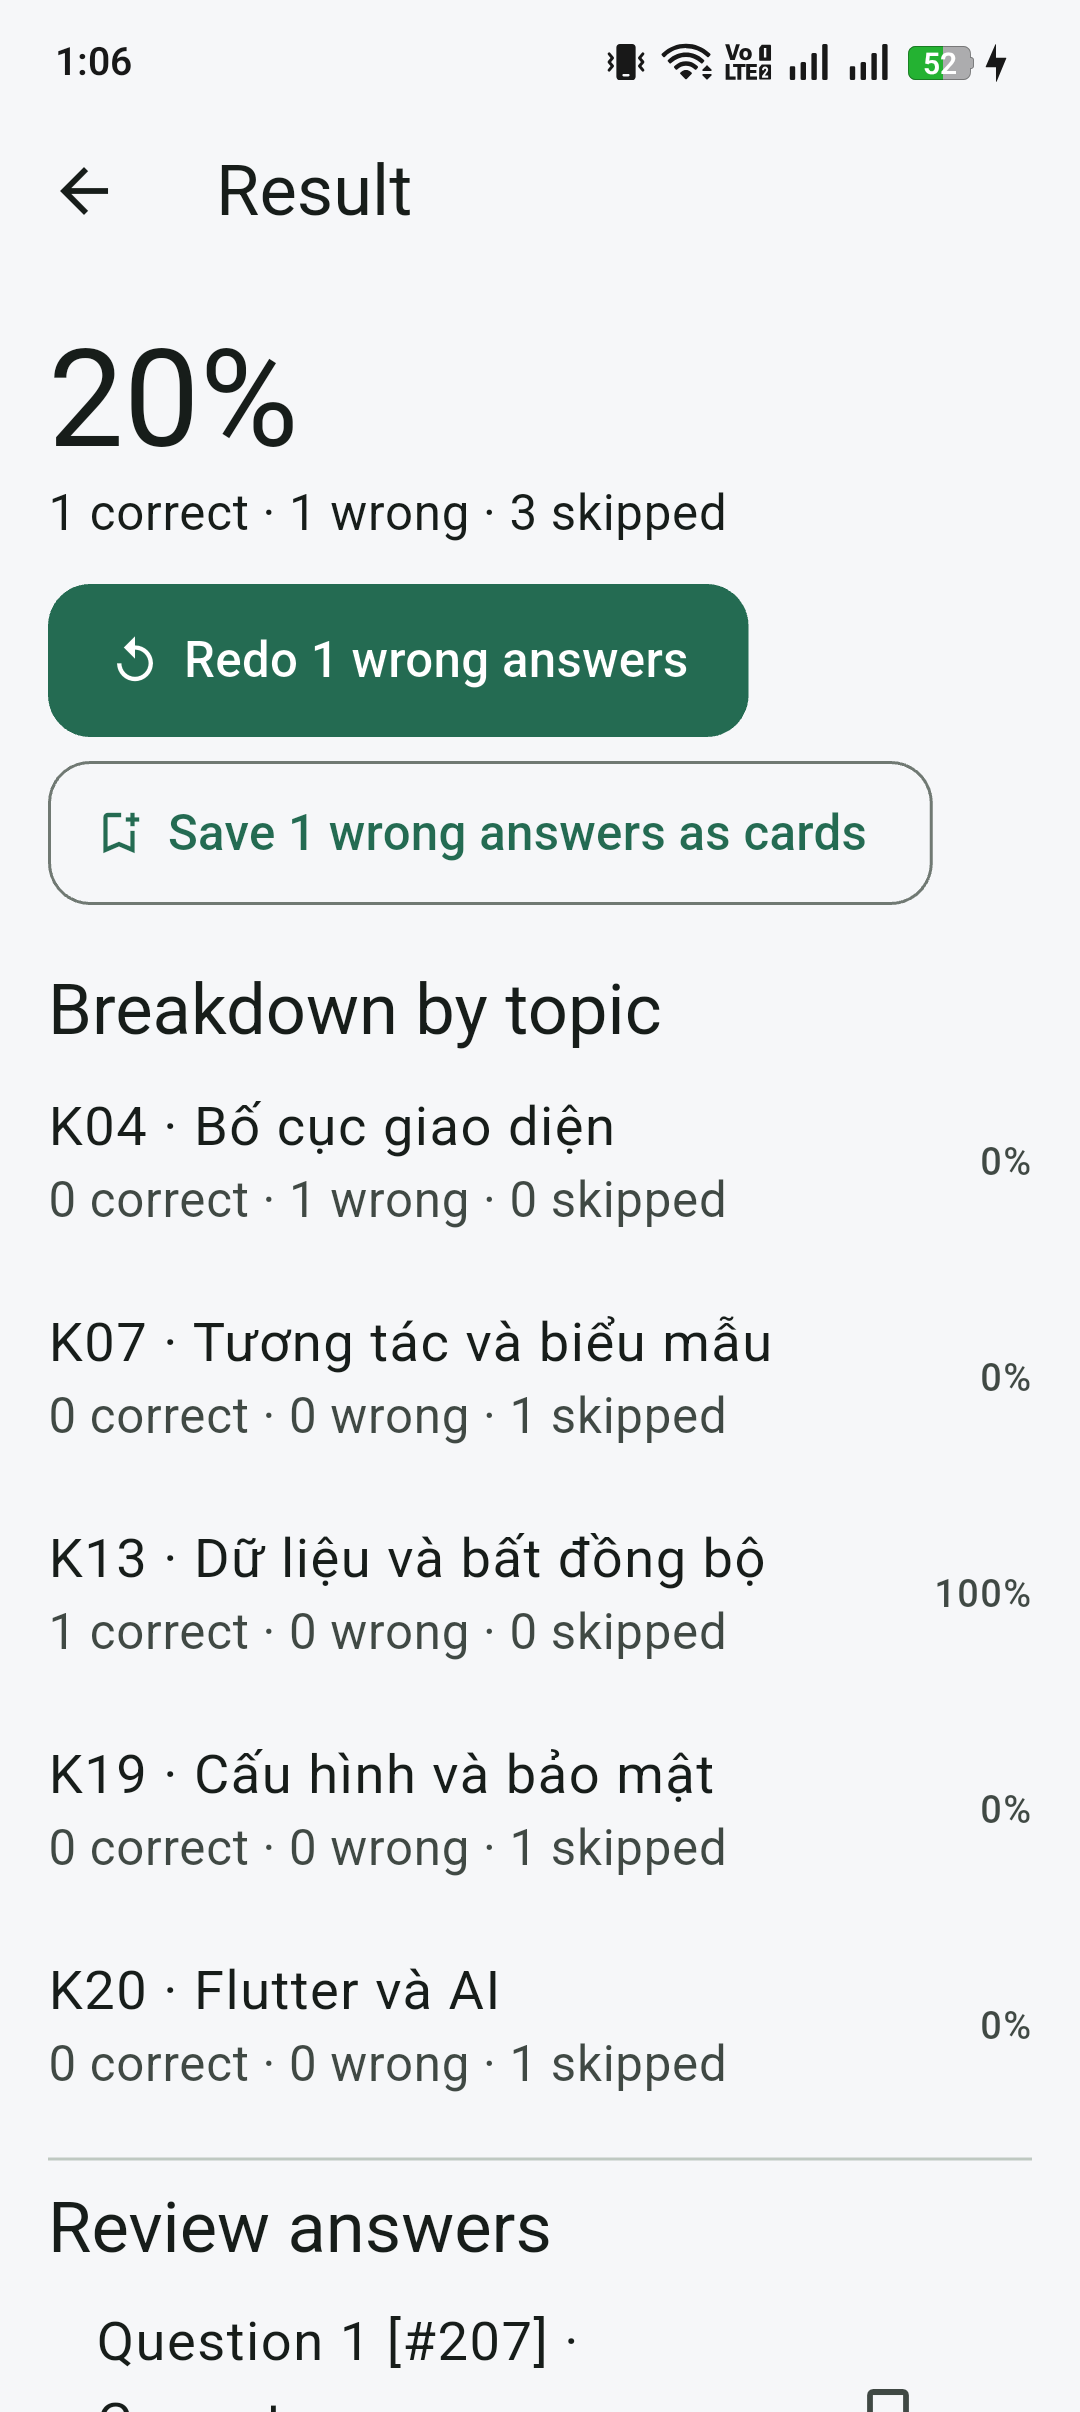 1:06
Vo 1
LTE 2
52
Result
20%
1 correct · 1 wrong · 3 skipped
Redo 1 wrong answers
Save 1 wrong answers as cards
Breakdown by topic
K04 · Bố cục giao diện
0 correct · 1 wrong · 0 skipped
0%
K07 · Tương tác và biểu mẫu
0 correct · 0 wrong · 1 skipped
0%
K13 · Dữ liệu và bất đồng bộ
1 correct · 0 wrong · 0 skipped
100%
K19 · Cấu hình và bảo mật
0 correct · 0 wrong · 1 skipped
0%
K20 · Flutter và AI
0 correct · 0 wrong · 1 skipped
0%
Review answers
Question 1 [#207] ·